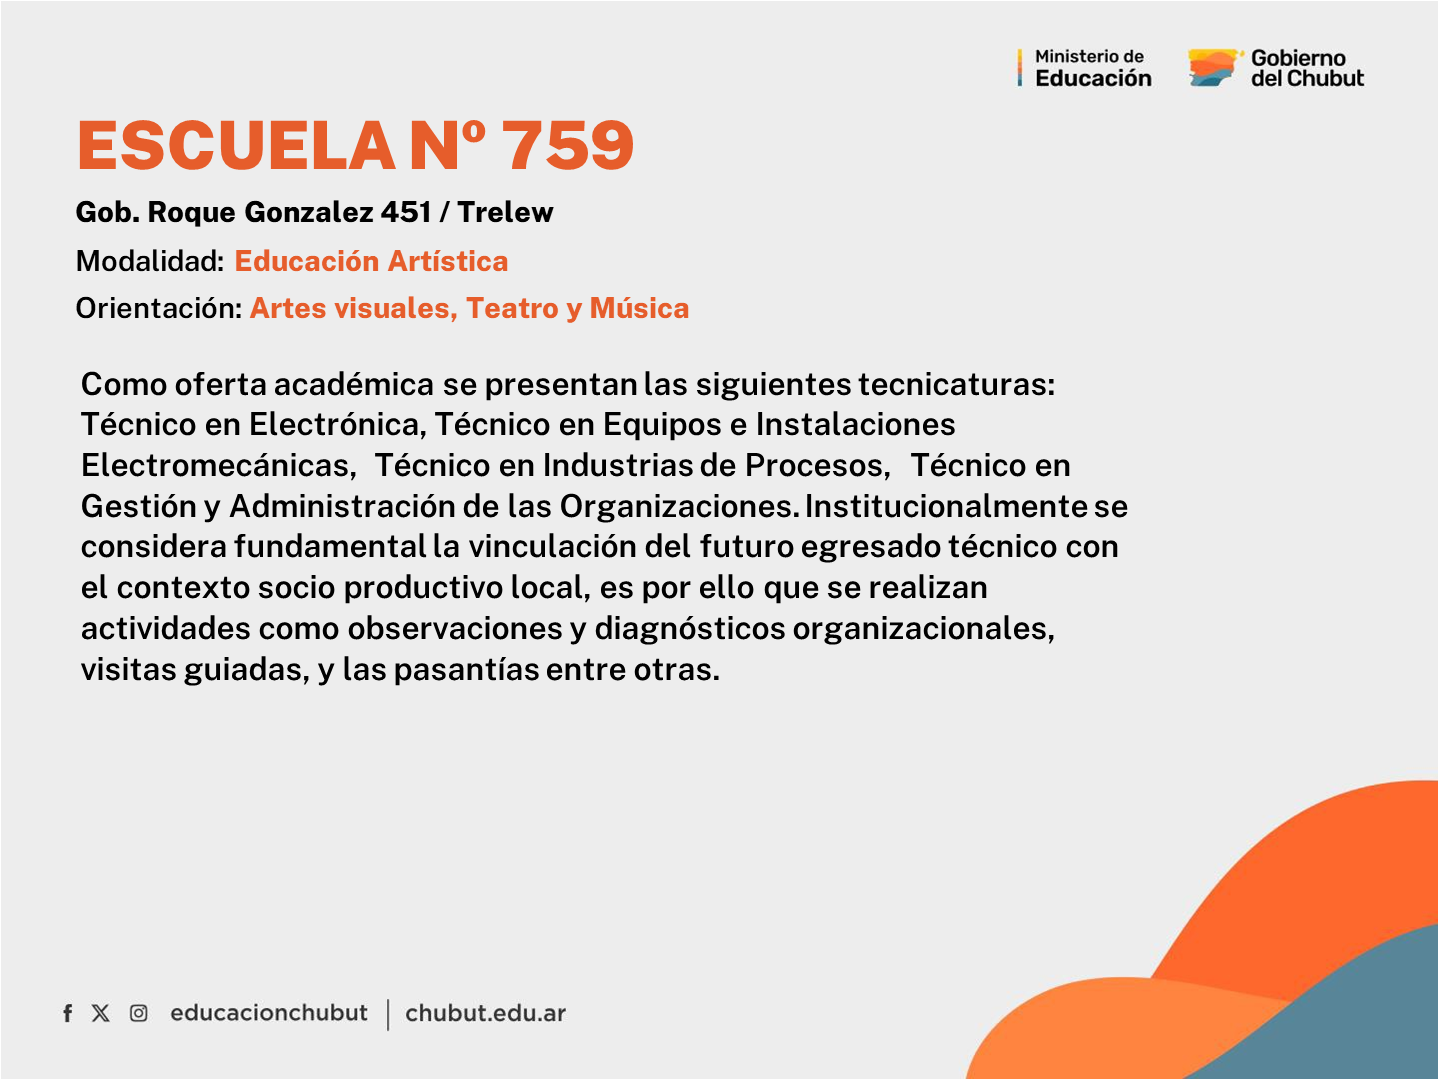 Ministerio de
Educación
Gobierno
del Chubut
ESCUELA Nº 759
Gob. Roque Gonzalez 451 / Trelew
Modalidad: Educación Artística
Orientación: Artes visuales, Teatro y Música
Como oferta académica se presentan las siguientes tecnicaturas:
Técnico en Electrónica, Técnico en Equipos e Instalaciones
Electromecánicas, Técnico en Industrias de Procesos, Técnico en
Gestión y Administración de las Organizaciones. Institucionalmente se
considera fundamental la vinculación del futuro egresado técnico con
el contexto socio productivo local, es por ello que se realizan
actividades como observaciones y diagnósticos organizacionales,
visitas guiadas, y las pasantías entre otras.
educacionchubut | chubut.edu.ar